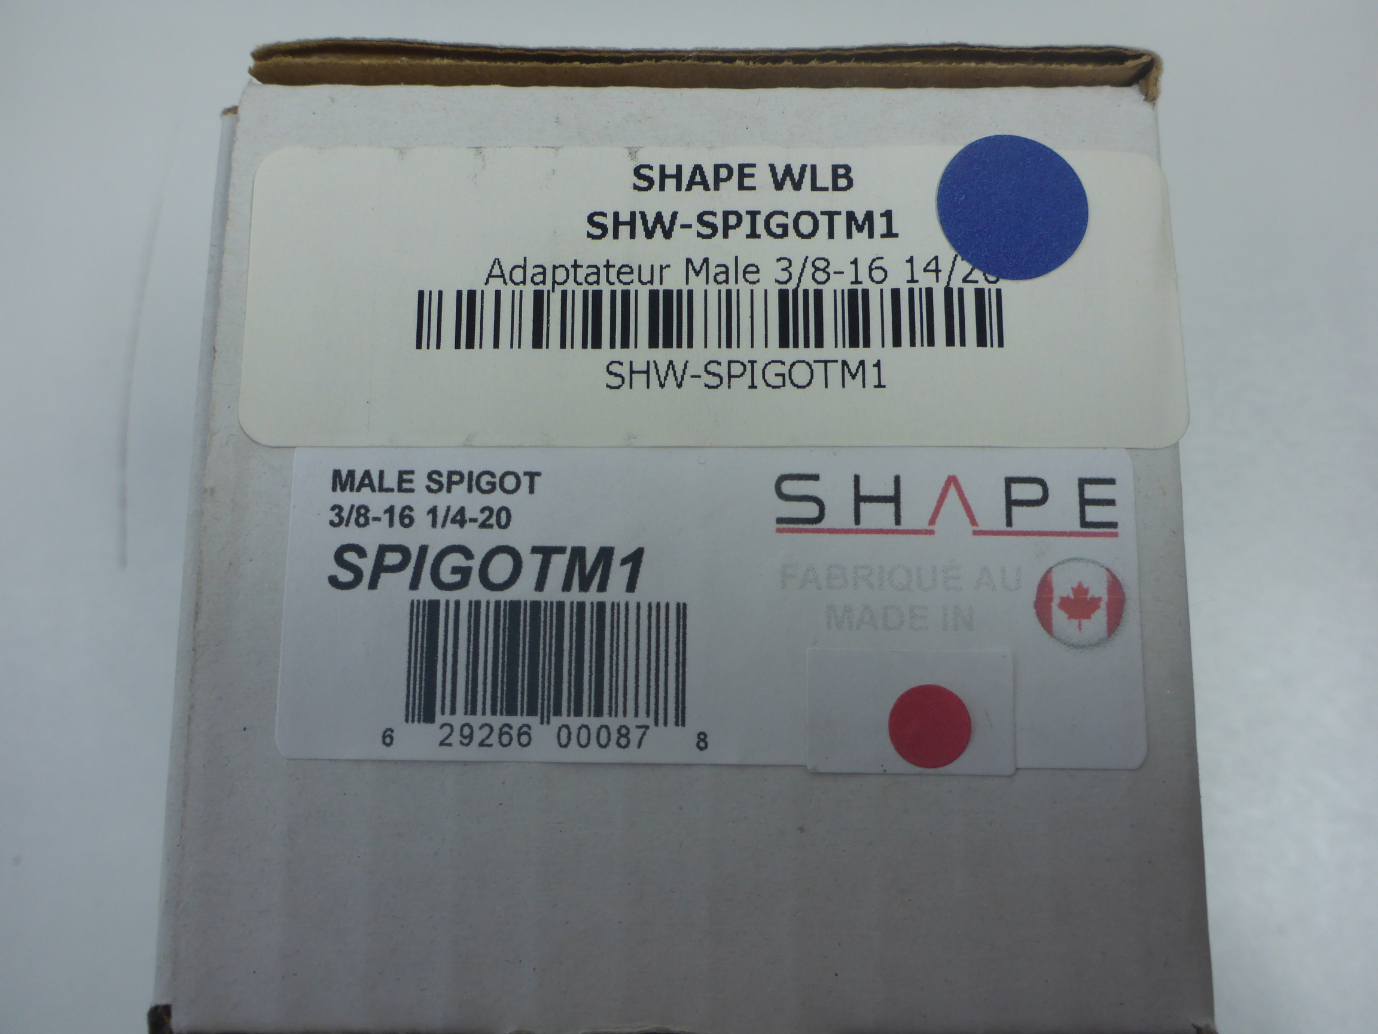 SHAPE WLB
SHW-SPIGOTM1
Adaptateur Male 3/8-16 14/20
SHW-SPIGOTM1
MALE SPIGOT
3/8-16 1/4-20
SPIGOTM1
6 29266 00087 8
SHAPE
FABRIQUÉ AU
MADE IN